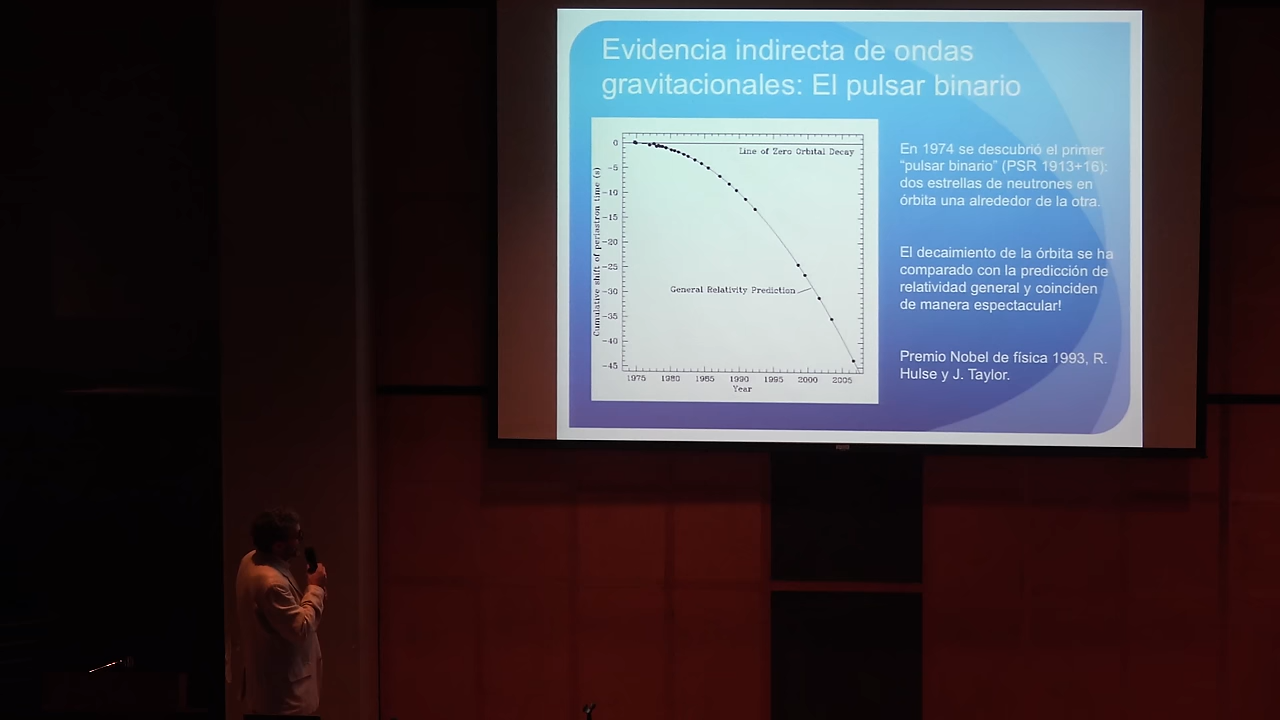 Evidencia indirecta de ondas
gravitacionales: El pulsar binario
Line of Zero Orbital Decay
General Relativity Prediction
Cumulative shift of periastron time (s)
0
-5
-10
-15
-20
-25
-30
-35
-40
-45
1975 1980 1985 1990 1995 2000 2005
Year
En 1974 se descubrió el primer
“pulsar binario” (PSR 1913+16):
dos estrellas de neutrones en
órbita una alrededor de la otra.
El decaimiento de la órbita se ha
comparado con la predicción de
relatividad general y coinciden
de manera espectacular!
Premio Nobel de física 1993, R.
Hulse y J. Taylor.